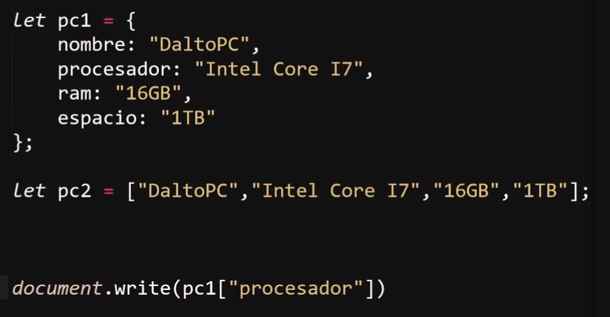 let pc1 = {
    nombre: "DaltoPC",
    procesador: "Intel Core I7",
    ram: "16GB",
    espacio: "1TB"
};
let pc2 = ["DaltoPC","Intel Core I7","16GB","1TB"];
document.write(pc1["procesador"])